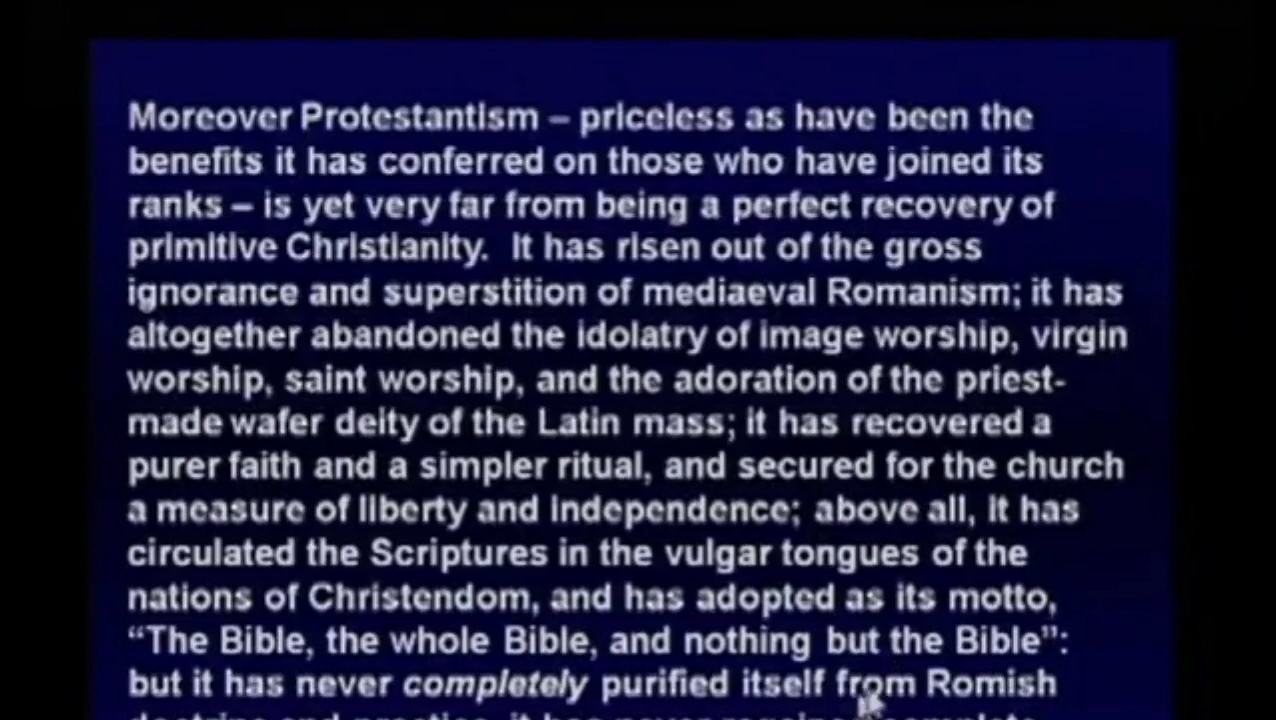 Moreover Protestantism – priceless as have been the
benefits it has conferred on those who have joined its
ranks – is yet very far from being a perfect recovery of
primitive Christianity.  It has risen out of the gross
ignorance and superstition of mediaeval Romanism; it has
altogether abandoned the idolatry of image worship, virgin
worship, saint worship, and the adoration of the priest-
made wafer deity of the Latin mass; it has recovered a
purer faith and a simpler ritual, and secured for the church
a measure of liberty and independence; above all, it has
circulated the Scriptures in the vulgar tongues of the
nations of Christendom, and has adopted as its motto,
“The Bible, the whole Bible, and nothing but the Bible”:
but it has never completely purified itself from Romish